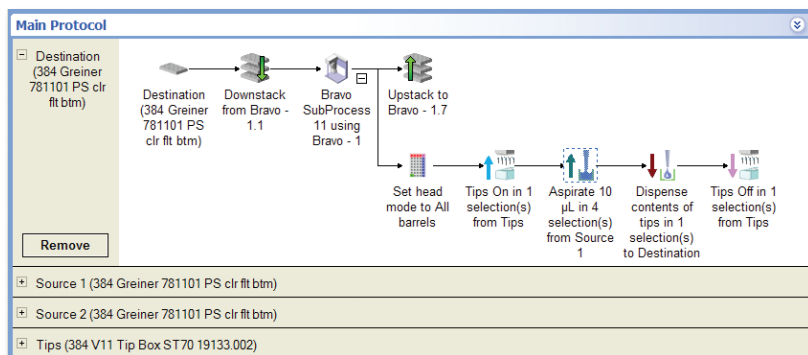 Main Protocol
Destination
(384 Greiner
781101 PS clr
flt btm)
Remove
Destination
(384 Greiner
781101 PS
clr flt btm)
Downstack
from Bravo -
1.1
Bravo
SubProcess
11 using
Bravo - 1
Upstack to
Bravo - 1.7
Set head
mode to All
barrels
Tips On in 1
selection(s)
from Tips
Aspirate 10
µL in 4
selection(s)
from Source
1
Dispense
contents of
tips in 1
selection(s)
to Destination
Tips Off in 1
selection(s)
from Tips
Source 1 (384 Greiner 781101 PS clr flt btm)
Source 2 (384 Greiner 781101 PS clr flt btm)
Tips (384 V11 Tip Box ST70 19133.002)